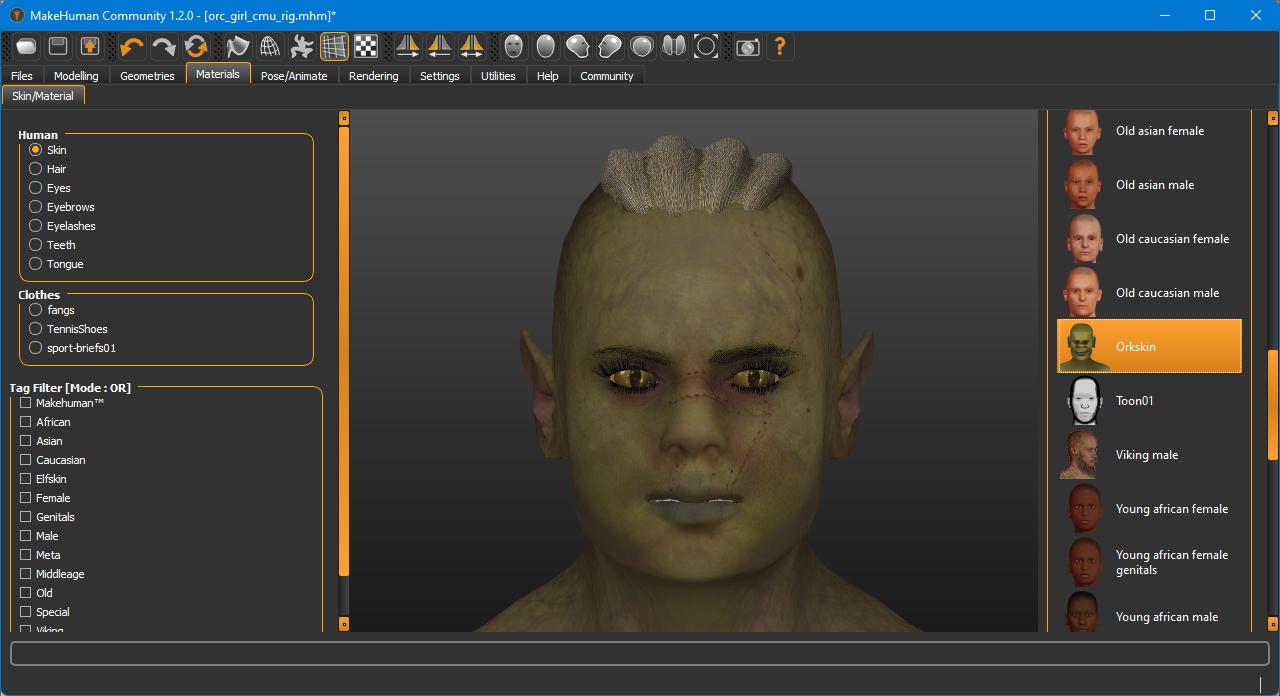 MakeHuman Community 1.2.0 - [orc_girl_cmu_rig.mhm]*
Files Modelling Geometries Materials Pose/Animate Rendering Settings Utilities Help Community
Skin/Material
Human
Skin
Hair
Eyes
Eyebrows
Eyelashes
Teeth
Tongue
Clothes
fangs
TennisShoes
sport-briefs01
Tag Filter [Mode : OR]
Makehuman™
African
Asian
Caucasian
Elfskin
Female
Genitals
Male
Meta
Middleage
Old
Special
Viking
Old asian female
Old asian male
Old caucasian female
Old caucasian male
Orkskin
Toon01
Viking male
Young african female
Young african female
genitals
Young african male